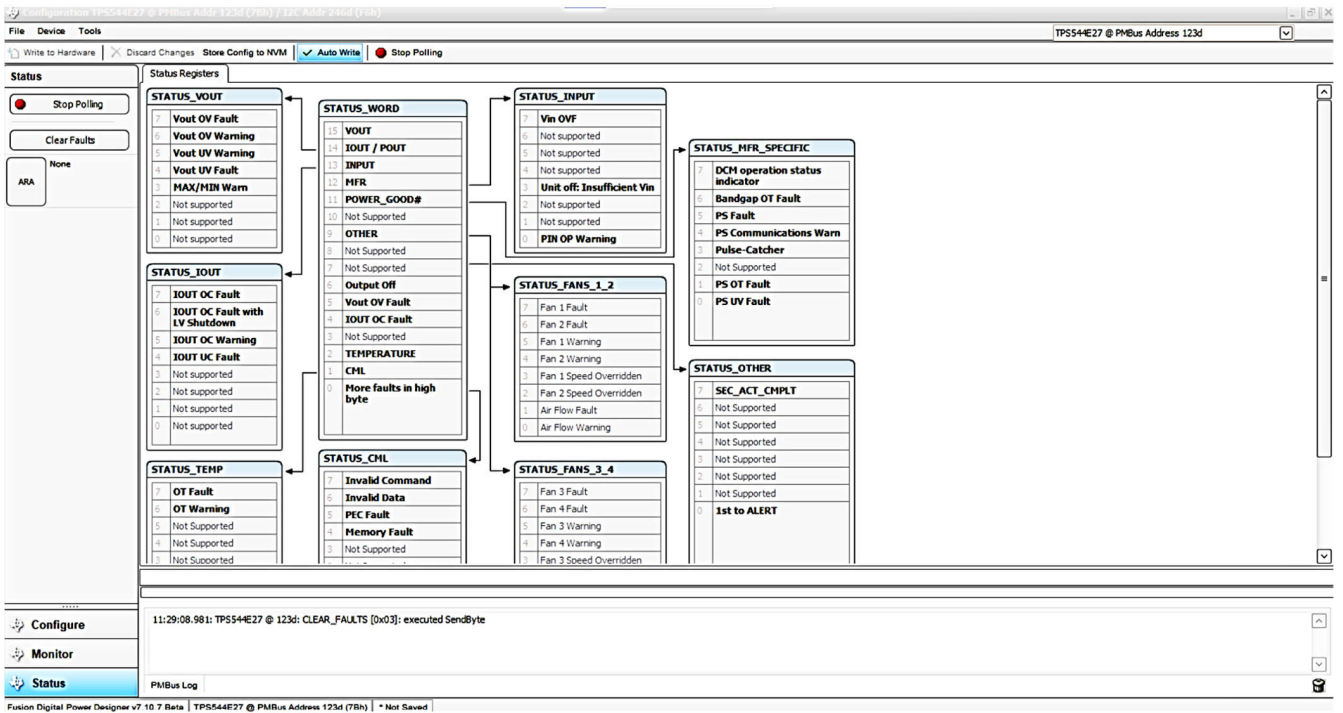 Configuration TPS544E27 @ PMBus Addr 123d (7Bh) / I2C Addr 246d (F6h)
File Device Tools
TPS544E27 @ PMBus Address 123d
Write to Hardware Discard Changes Store Config to NVM Auto Write Stop Polling
Status
Stop Polling
Clear Faults
ARA
None
Status Registers
STATUS_VOUT
7 Vout OV Fault
6 Vout OV Warning
5 Vout UV Warning
4 Vout UV Fault
3 MAX/MIN Warn
2 Not supported
1 Not supported
0 Not supported
STATUS_IOUT
7 IOUT OC Fault
6 IOUT OC Fault with
LV Shutdown
5 IOUT OC Warning
4 IOUT UC Fault
3 Not supported
2 Not supported
1 Not supported
0 Not supported
STATUS_TEMP
7 OT Fault
6 OT Warning
5 Not Supported
4 Not Supported
3 Not Supported
STATUS_WORD
15 VOUT
14 IOUT / POUT
13 INPUT
12 MFR
11 POWER_GOOD#
10 Not Supported
9 OTHER
8 Not Supported
7 Not Supported
6 Output Off
5 Vout OV Fault
4 IOUT OC Fault
3 Not Supported
2 TEMPERATURE
1 CML
0 More faults in high
byte
STATUS_CML
7 Invalid Command
6 Invalid Data
5 PEC Fault
4 Memory Fault
3 Not Supported
STATUS_INPUT
7 Vin OVF
6 Not supported
5 Not supported
4 Not supported
3 Unit off: Insufficient Vin
2 Not supported
1 Not supported
0 PIN OP Warning
STATUS_FANS_1_2
7 Fan 1 Fault
6 Fan 2 Fault
5 Fan 1 Warning
4 Fan 2 Warning
3 Fan 1 Speed Overridden
2 Fan 2 Speed Overridden
1 Air Flow Fault
0 Air Flow Warning
STATUS_FANS_3_4
7 Fan 3 Fault
6 Fan 4 Fault
5 Fan 3 Warning
4 Fan 4 Warning
3 Fan 3 Speed Overridden
STATUS_MFR_SPECIFIC
7 DCM operation status
indicator
6 Bandgap OT Fault
5 PS Fault
4 PS Communications Warn
3 Pulse-Catcher
2 Not Supported
1 PS OT Fault
0 PS UV Fault
STATUS_OTHER
7 SEC_ACT_CMPLT
6 Not Supported
5 Not Supported
4 Not Supported
3 Not Supported
2 Not Supported
1 Not Supported
0 1st to ALERT
Configure
Monitor
Status
11:29:08.981: TPS544E27 @ 123d: CLEAR_FAULTS [0x03]: executed SendByte
PMBus Log
Fusion Digital Power Designer v7.10.7 Beta TPS544E27 @ PMBus Address 123d (7Bh) * Not Saved